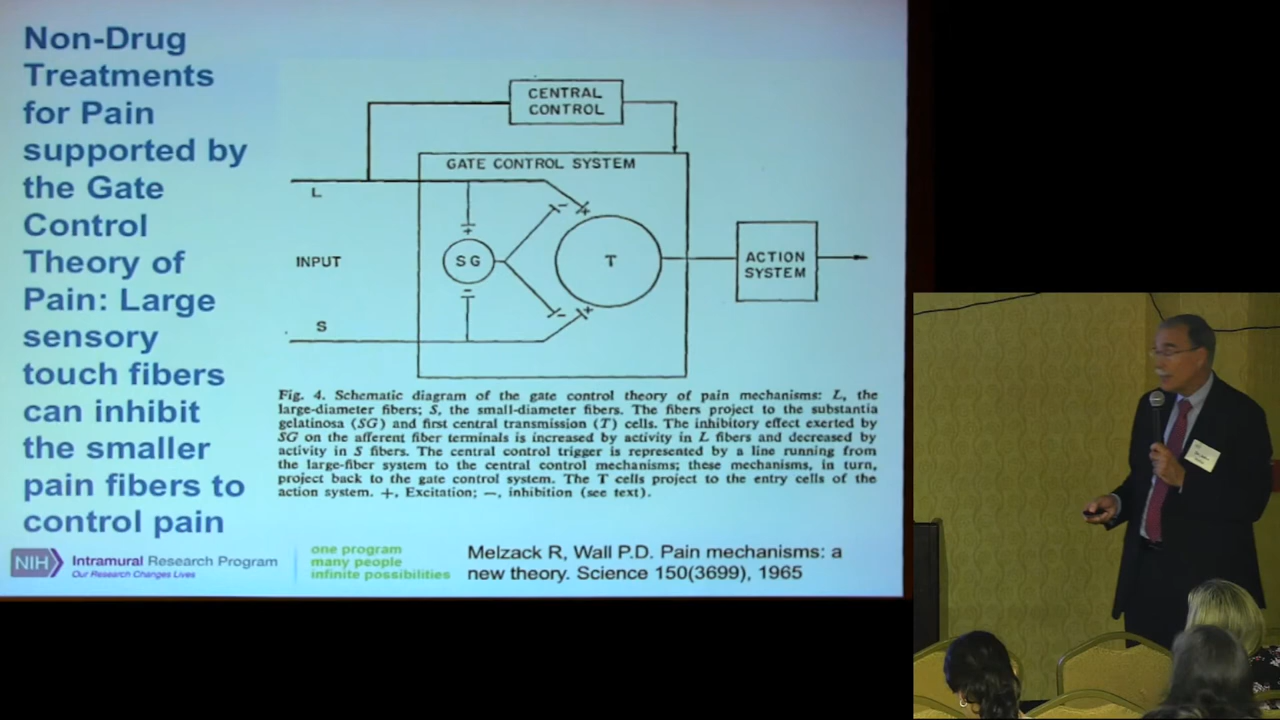 Non-Drug
Treatments
for Pain
supported by
the Gate
Control
Theory of
Pain: Large
sensory
touch fibers
can inhibit
the smaller
pain fibers to
control pain
CENTRAL
CONTROL
GATE CONTROL SYSTEM
L
+
-
+
INPUT
SG
T
ACTION
SYSTEM
-
-
+
S
Fig. 4. Schematic diagram of the gate control theory of pain mechanisms: L, the
large-diameter fibers; S, the small-diameter fibers. The fibers project to the substantia
gelatinosa (SG) and first central transmission (T) cells. The inhibitory effect exerted by
SG on the afferent fiber terminals is increased by activity in L fibers and decreased by
activity in S fibers. The central control trigger is represented by a line running from
the large-fiber system to the central control mechanisms; these mechanisms, in turn,
project back to the gate control system. The T cells project to the entry cells of the
action system. +, Excitation; —, inhibition (see text).
NIH Intramural Research Program
Our Research Changes Lives
one program
many people
infinite possibilities
Melzack R, Wall P.D. Pain mechanisms: a
new theory. Science 150(3699), 1965